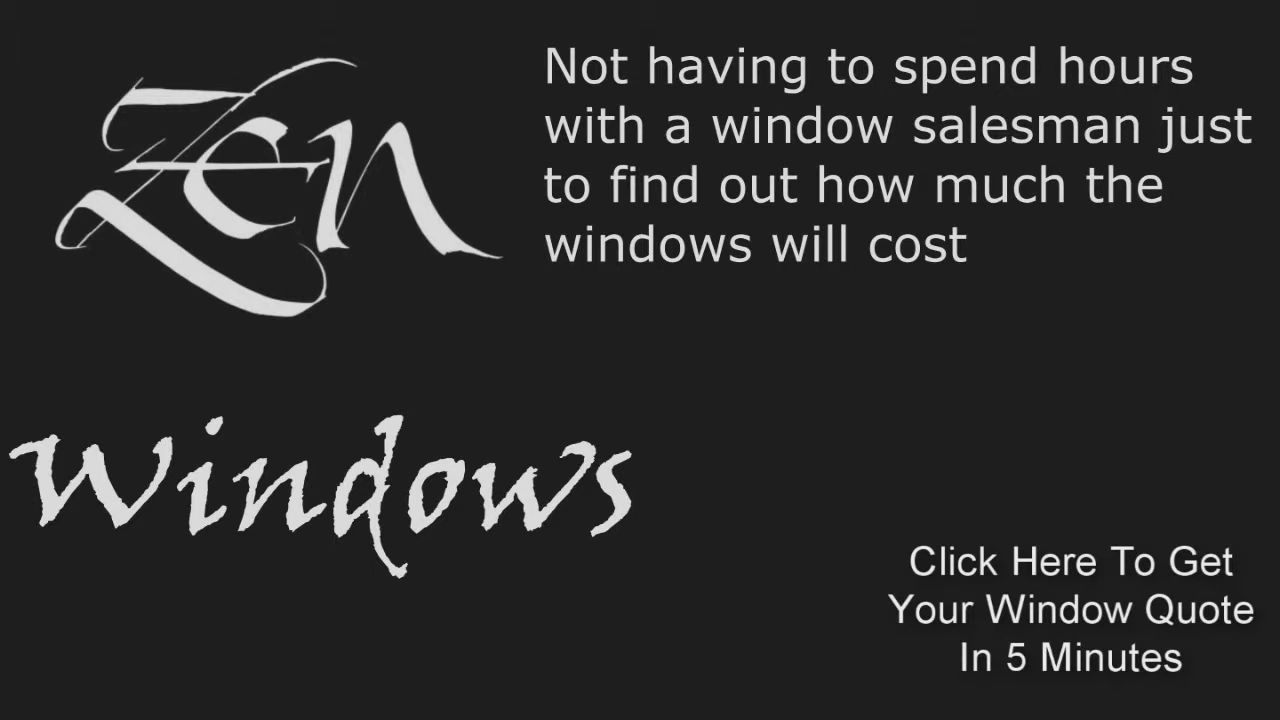 Zen
Not having to spend hours
with a window salesman just
to find out how much the
windows will cost
Windows
Click Here To Get
Your Window Quote
In 5 Minutes